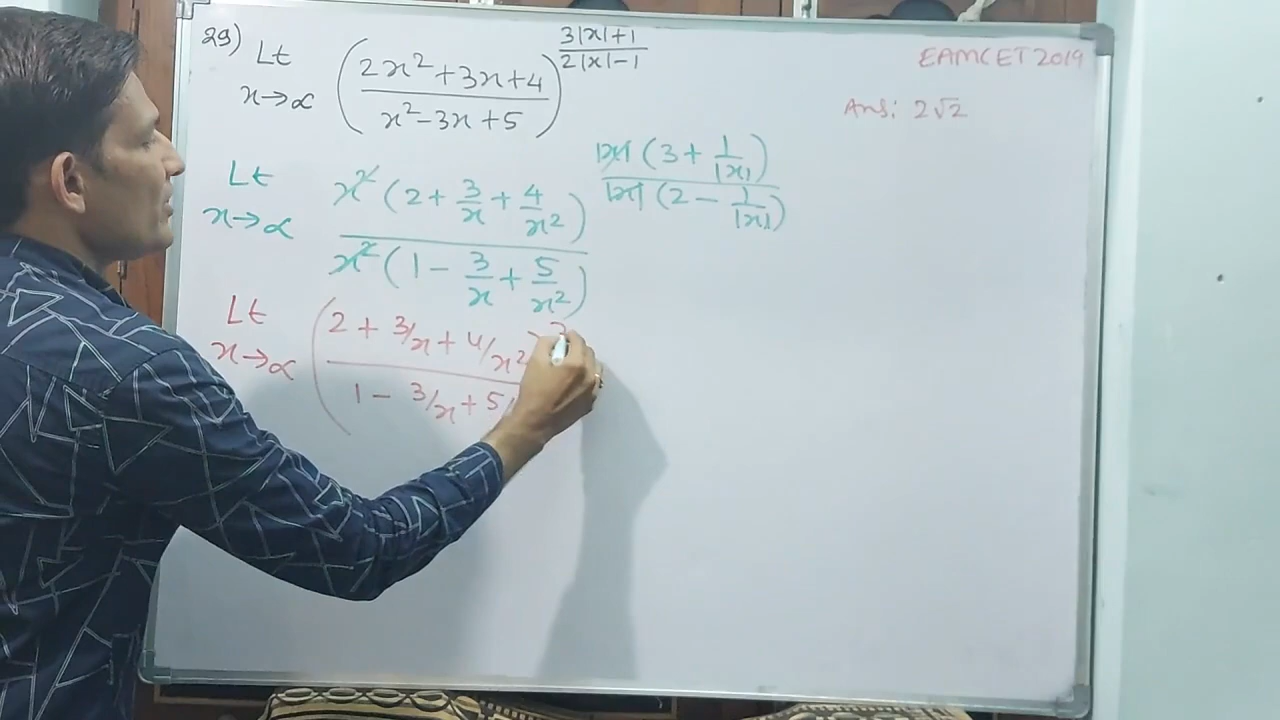 29) Lt x→∝ (2x²+3x+4 / x²-3x+5)^(3|x|+1 / 2|x|-1)
EAMCET 2019
Ans: 2√2
Lt x→∝ x²(2+3/x+4/x²) / x²(1-3/x+5/x²) |x|(3+1/|x|) / |x|(2-1/|x|)
Lt x→∝ (2+3/x+4/x² / 1-3/x+5/